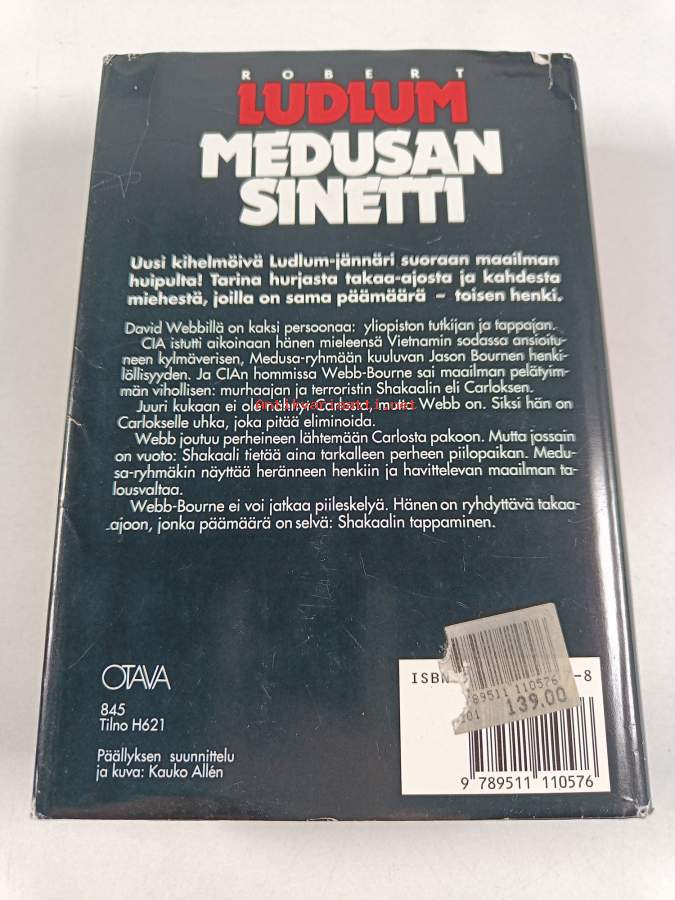 ROBERT
LUDLUM
MEDUSAN
SINETTI
Uusi kihelmöivä Ludlum-jännäri suoraan maailman
huipulta! Tarina hurjasta takaa-ajosta ja kahdesta
miehestä, joilla on sama päämäärä – toisen henki.
David Webbillä on kaksi persoonaa: yliopiston tutkijan ja tappajan.
CIA istutti aikoinaan hänen mieleensä Vietnamin sodassa ansioitu-
neen kylmäverisen, Medusa-ryhmään kuuluvan Jason Bournen henki-
löllisyyden. Ja CIAn hommissa Webb-Bourne sai maailman pelätyim-
män vihollisen: murhaajan ja terroristin Shakaalin eli Carloksen.
Juuri kukaan ei ole nähnyt Carlosta, mutta Webb on. Siksi hän on
Carlokselle uhka, joka pitää eliminoida.
Antikvariaatti.net
Webb joutuu perheineen lähtemään Carlosta pakoon. Mutta jossain
on vuoto: Shakaali tietää aina tarkalleen perheen piilopaikan. Medu-
sa-ryhmäkin näyttää heränneen henkiin ja havittelevan maailman ta-
lousvaltaa.
Webb-Bourne ei voi jatkaa piileskelyä. Hänen on ryhdyttävä takaa-
ajoon, jonka päämäärä on selvä: Shakaalin tappaminen.
OTAVA
845
Tilno H621
Päällyksen suunnittelu
ja kuva: Kauko Allén
ISBN -8
789511 110576
139.00
9 789511 110576